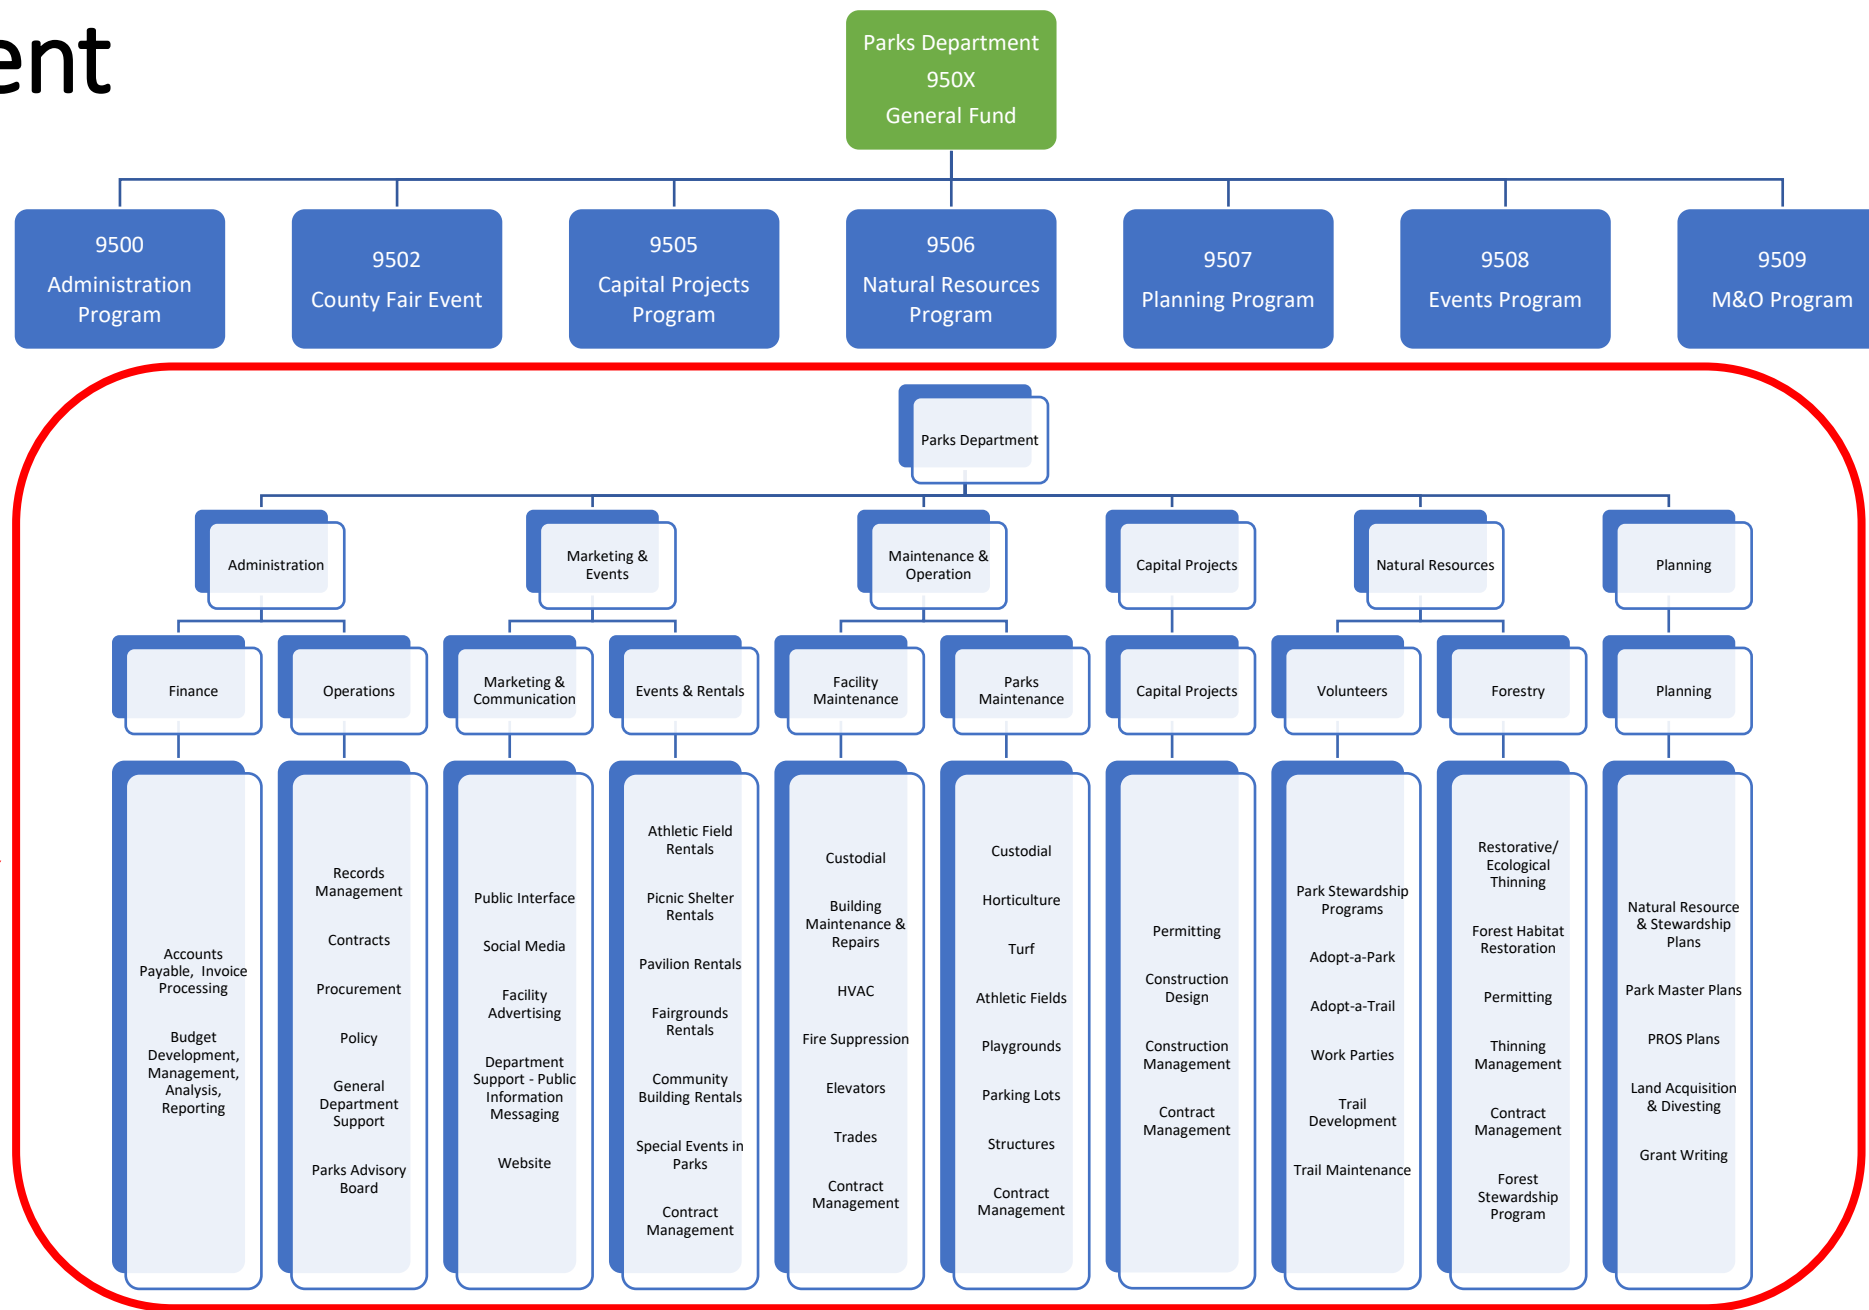 ent
Parks Department
950X
General Fund
9500
Administration
Program
9502
County Fair Event
9505
Capital Projects
Program
9506
Natural Resources
Program
9507
Planning Program
9508
Events Program
9509
M&O Program
Parks Department
Administration
Marketing &
Events
Maintenance &
Operation
Capital Projects
Natural Resources
Planning
Finance
Operations
Marketing &
Communication
Events & Rentals
Facility
Maintenance
Parks
Maintenance
Capital Projects
Volunteers
Forestry
Planning
Accounts
Payable, Invoice
Processing
Budget
Development,
Management,
Analysis,
Reporting
Records
Management
Contracts
Procurement
Policy
General
Department
Support
Parks Advisory
Board
Public Interface
Social Media
Facility
Advertising
Department
Support - Public
Information
Messaging
Website
Athletic Field
Rentals
Picnic Shelter
Rentals
Pavilion Rentals
Fairgrounds
Rentals
Community
Building Rentals
Special Events in
Parks
Contract
Management
Custodial
Building
Maintenance &
Repairs
HVAC
Fire Suppression
Elevators
Trades
Contract
Management
Custodial
Horticulture
Turf
Athletic Fields
Playgrounds
Parking Lots
Structures
Contract
Management
Permitting
Construction
Design
Construction
Management
Contract
Management
Park Stewardship
Programs
Adopt-a-Park
Adopt-a-Trail
Work Parties
Trail
Development
Trail Maintenance
Restorative/
Ecological
Thinning
Forest Habitat
Restoration
Permitting
Thinning
Management
Contract
Management
Forest
Stewardship
Program
Natural Resource
& Stewardship
Plans
Park Master Plans
PROS Plans
Land Acquisition
& Divesting
Grant Writing